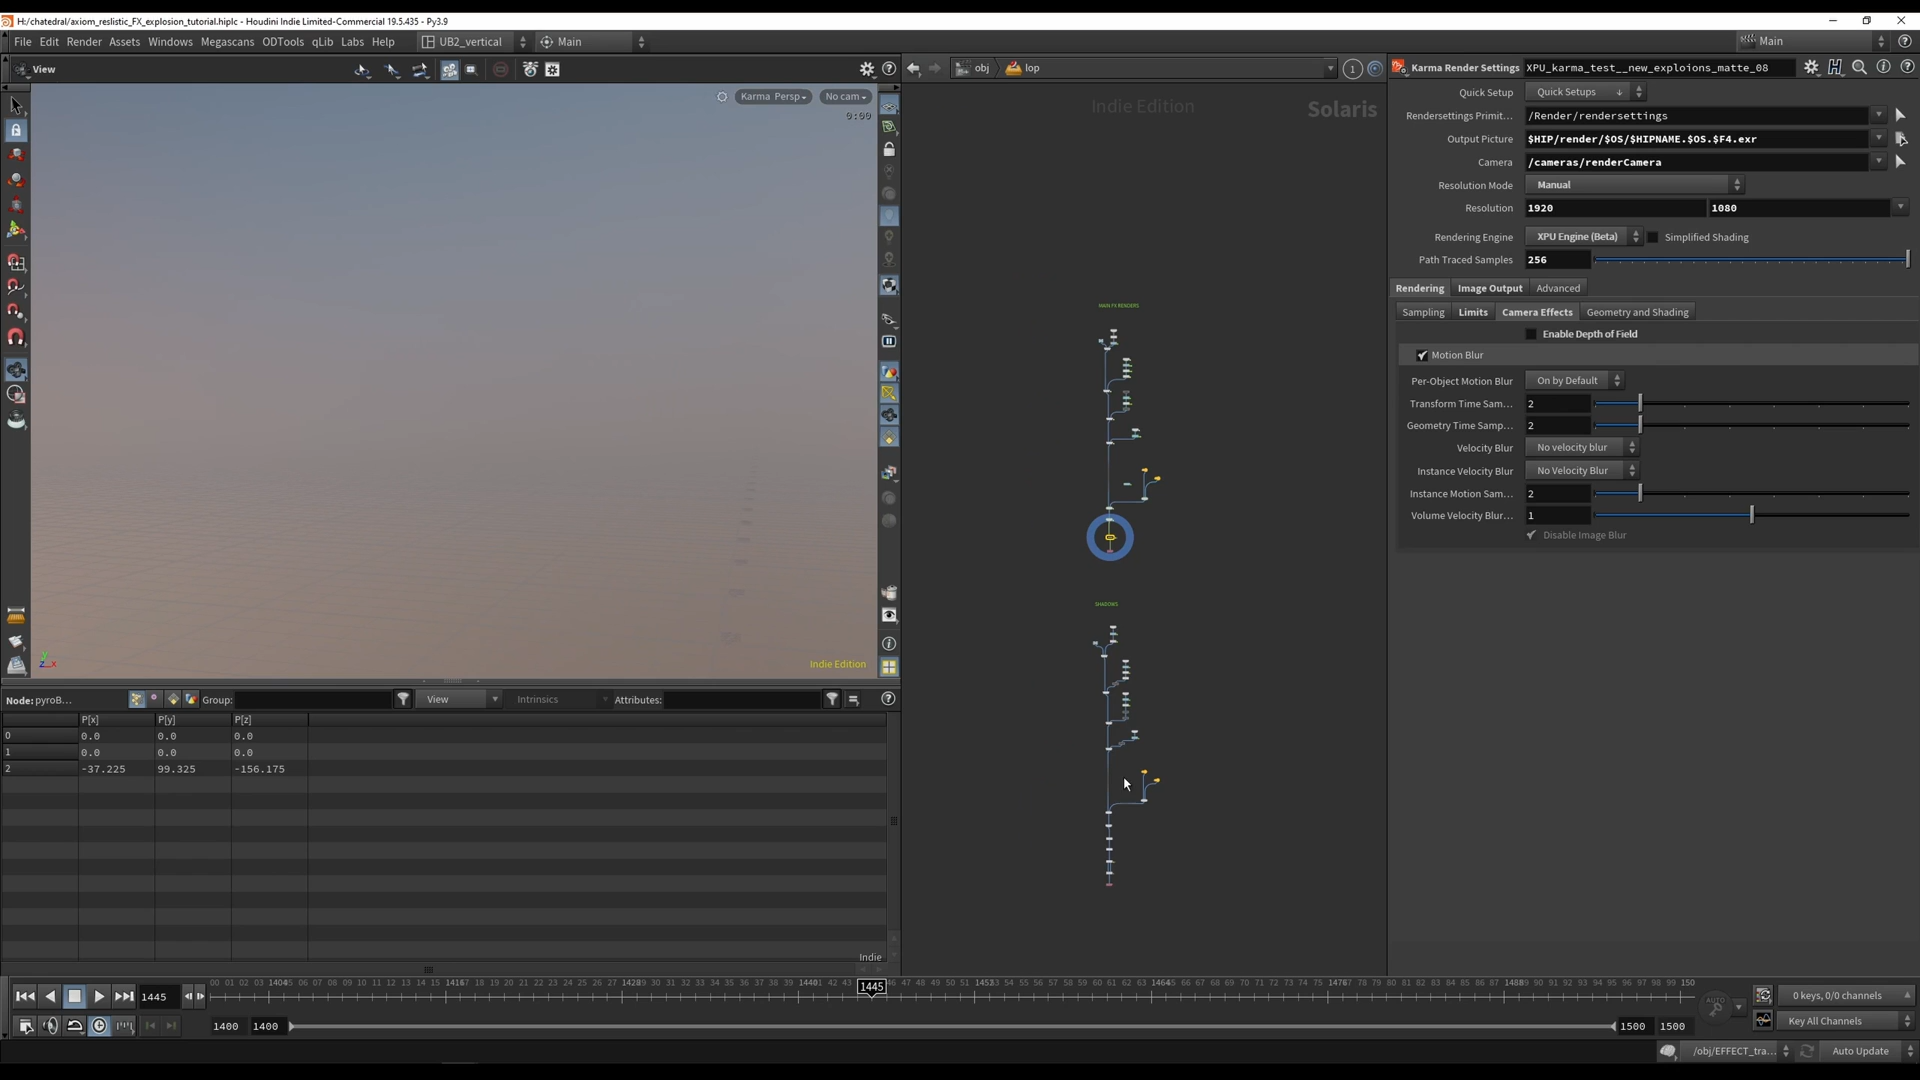 H:/chatedral/axiom_reslistic_FX_explosion_tutorial.hiplc - Houdini Indie Limited-Commercial 19.5.435 - Py3.9
File Edit Render Assets Windows Megascans ODTools qLib Labs Help UB2_vertical Main Main
View
obj lop 1
Karma Render Settings XPU_karma_test__new_exploions_matte_08
Karma Persp No cam
0:00
Indie Edition Solaris
Quick Setup Quick Setups
Rendersettings Primit... /Render/rendersettings
Output Picture $HIP/render/$OS/$HIPNAME.$OS.$F4.exr
Camera /cameras/renderCamera
Resolution Mode Manual
Resolution 1920 1080
Rendering Engine XPU Engine (Beta) Simplified Shading
Path Traced Samples 256
Rendering Image Output Advanced
Sampling Limits Camera Effects Geometry and Shading
Enable Depth of Field
Motion Blur
Per-Object Motion Blur On by Default
Transform Time Sam... 2
Geometry Time Samp... 2
Velocity Blur No velocity blur
Instance Velocity Blur No Velocity Blur
Instance Motion Sam... 2
Volume Velocity Blur... 1
Disable Image Blur
MAIN FX RENDERS
SHADOWS
y
z x
Indie Edition
Node: pyroB... Group: View Intrinsics Attributes:
P[x] P[y] P[z]
0 0.0 0.0 0.0
1 0.0 0.0 0.0
2 -37.225 99.325 -156.175
Indie
1445
1445
1400 1400 1500 1500
AUTO
0 keys, 0/0 channels
Key All Channels
/obj/EFFECT_tra... Auto Update